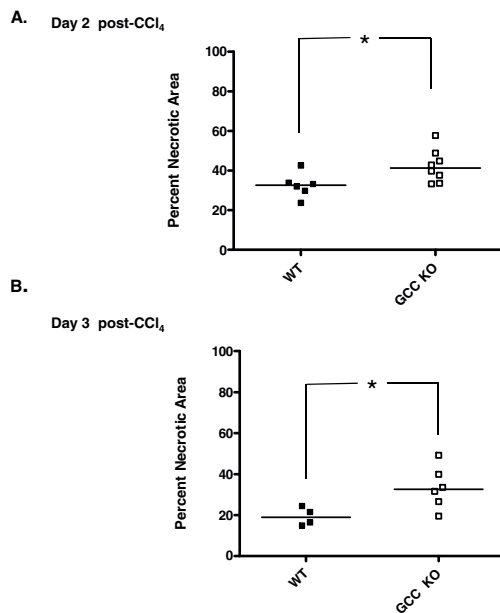 A.
Day 2 post-CCl₄
Percent Necrotic Area
100
80
60
40
20
0
*
WT
GCC KO
B.
Day 3 post-CCl₄
Percent Necrotic Area
100
80
60
40
20
0
*
WT
GCC KO